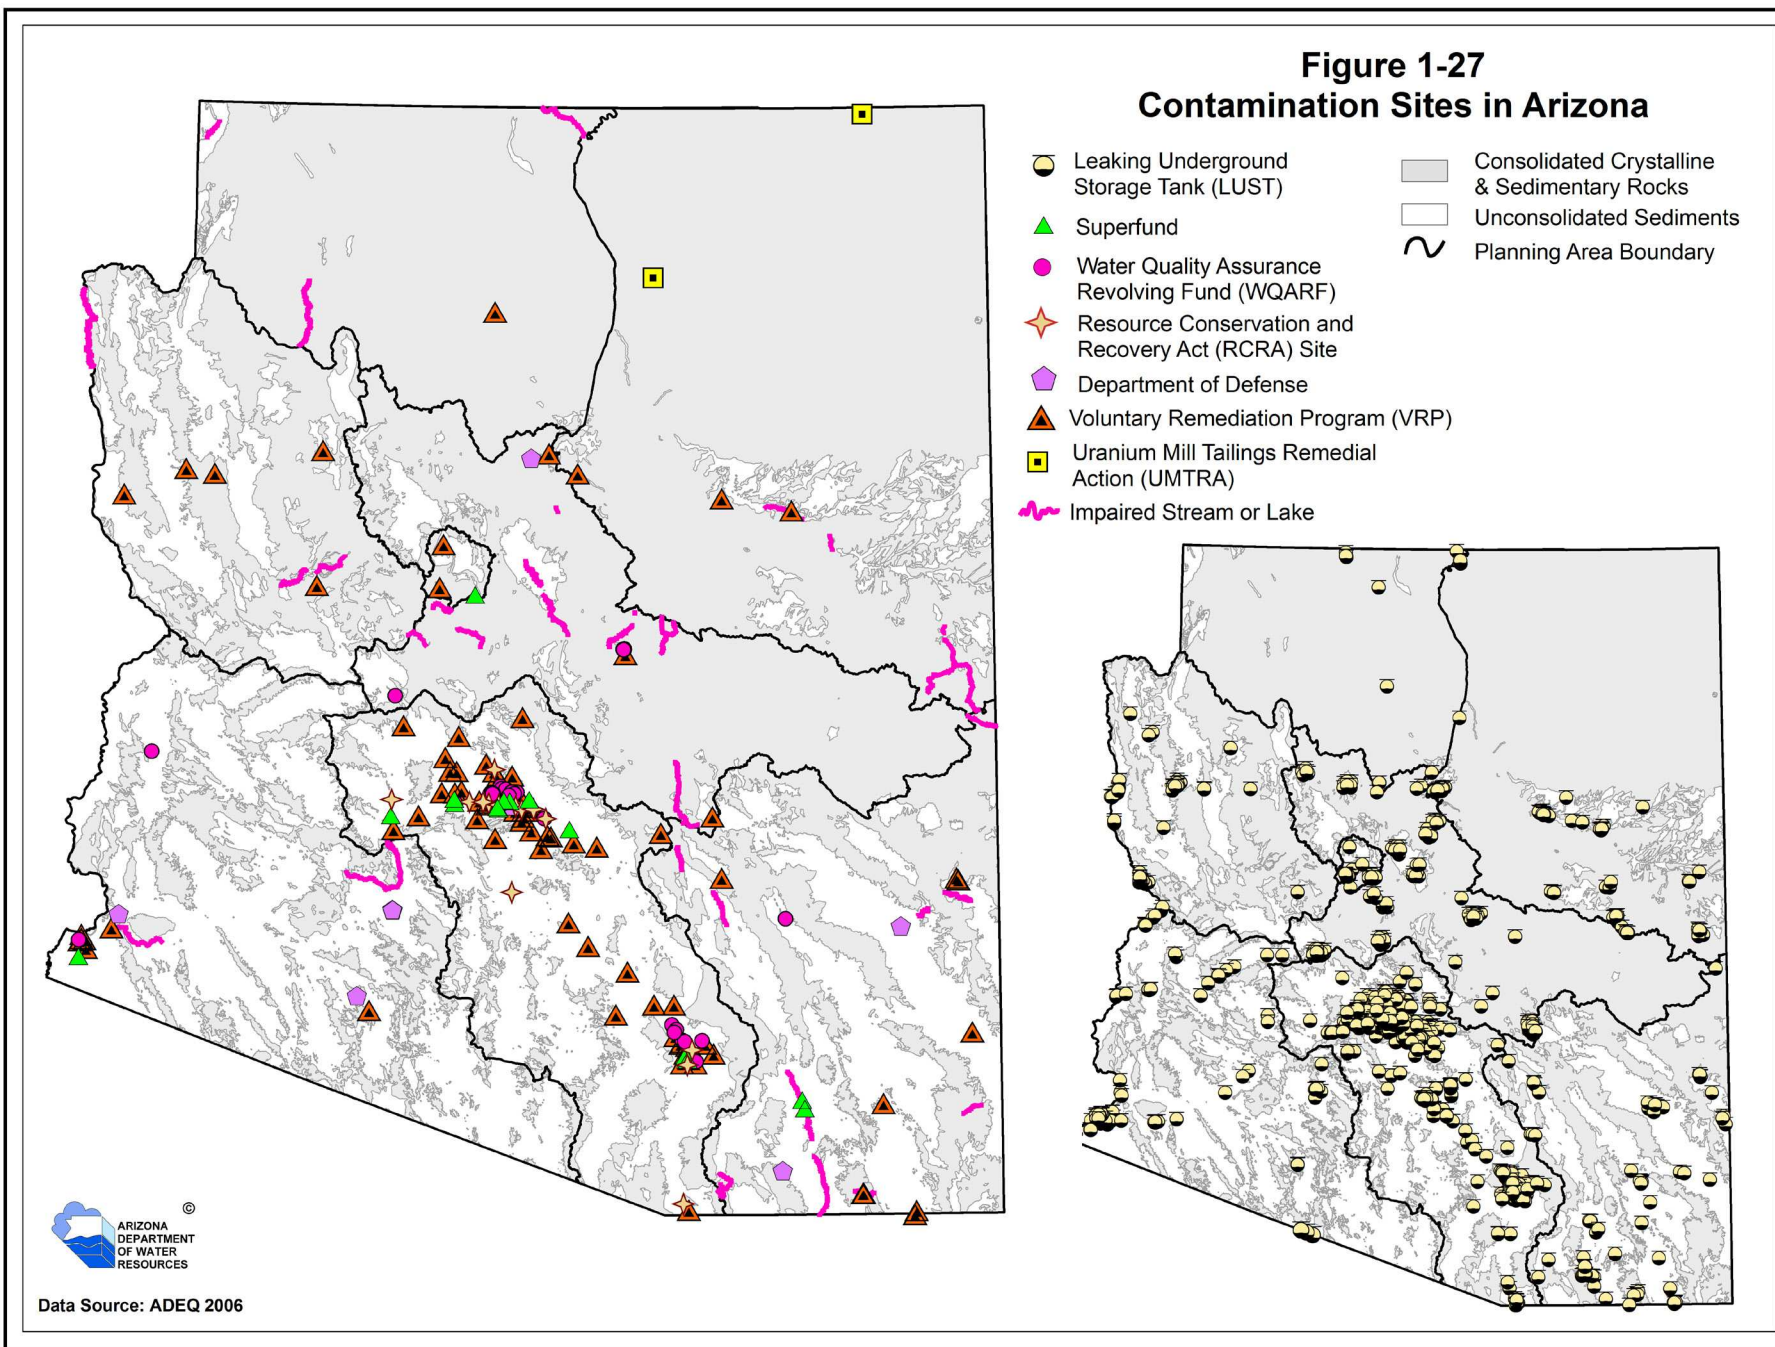 Figure 1-27
Contamination Sites in Arizona
Leaking Underground
Storage Tank (LUST)
Superfund
Water Quality Assurance
Revolving Fund (WQARF)
Resource Conservation and
Recovery Act (RCRA) Site
Department of Defense
Voluntary Remediation Program (VRP)
Uranium Mill Tailings Remedial
Action (UMTRA)
Impaired Stream or Lake
Consolidated Crystalline
& Sedimentary Rocks
Unconsolidated Sediments
Planning Area Boundary
©
ARIZONA
DEPARTMENT
OF WATER
RESOURCES
Data Source: ADEQ 2006